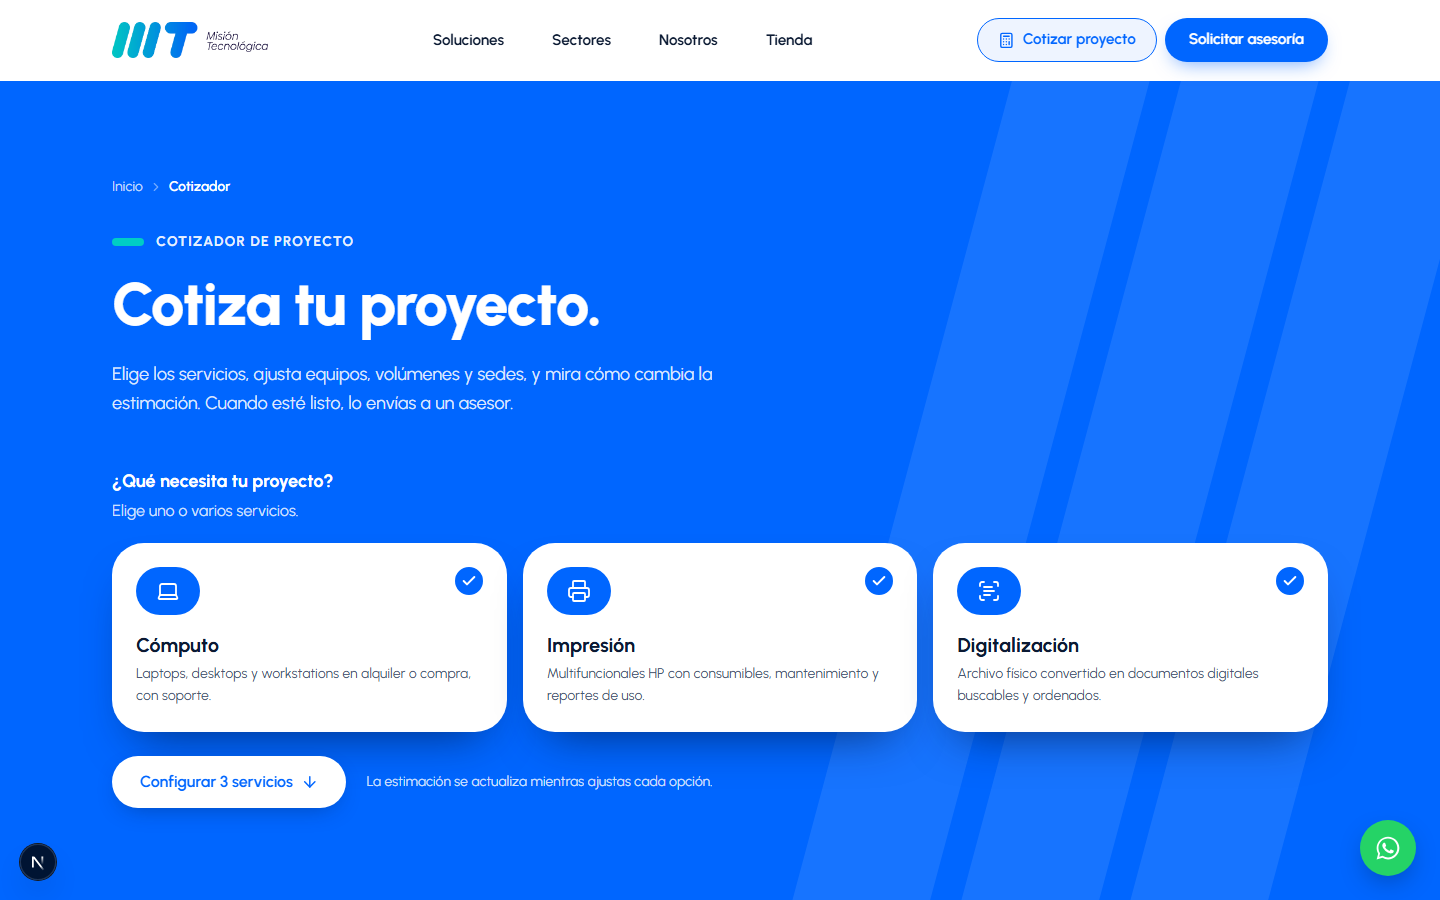 MT Misión
Tecnológica
Soluciones
Sectores
Nosotros
Tienda
Cotizar proyecto
Solicitar asesoría
Inicio > Cotizador
COTIZADOR DE PROYECTO
Cotiza tu proyecto.
Elige los servicios, ajusta equipos, volúmenes y sedes, y mira cómo cambia la
estimación. Cuando esté listo, lo envías a un asesor.
¿Qué necesita tu proyecto?
Elige uno o varios servicios.
Cómputo
Laptops, desktops y workstations en alquiler o compra,
con soporte.
Impresión
Multifuncionales HP con consumibles, mantenimiento y
reportes de uso.
Digitalización
Archivo físico convertido en documentos digitales
buscables y ordenados.
Configurar 3 servicios
La estimación se actualiza mientras ajustas cada opción.
N